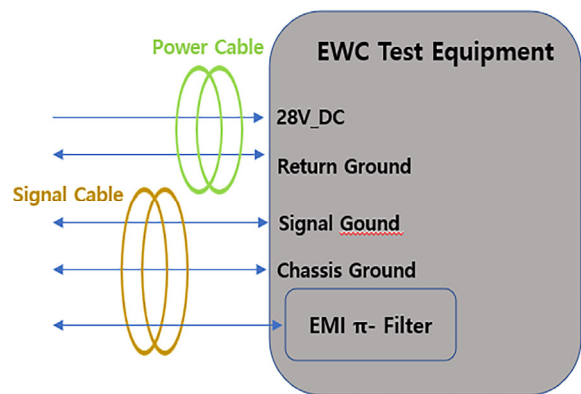 EWC Test Equipment
Power Cable
28V_DC
Return Ground
Signal Cable
Signal Gound
Chassis Ground
EMI π- Filter